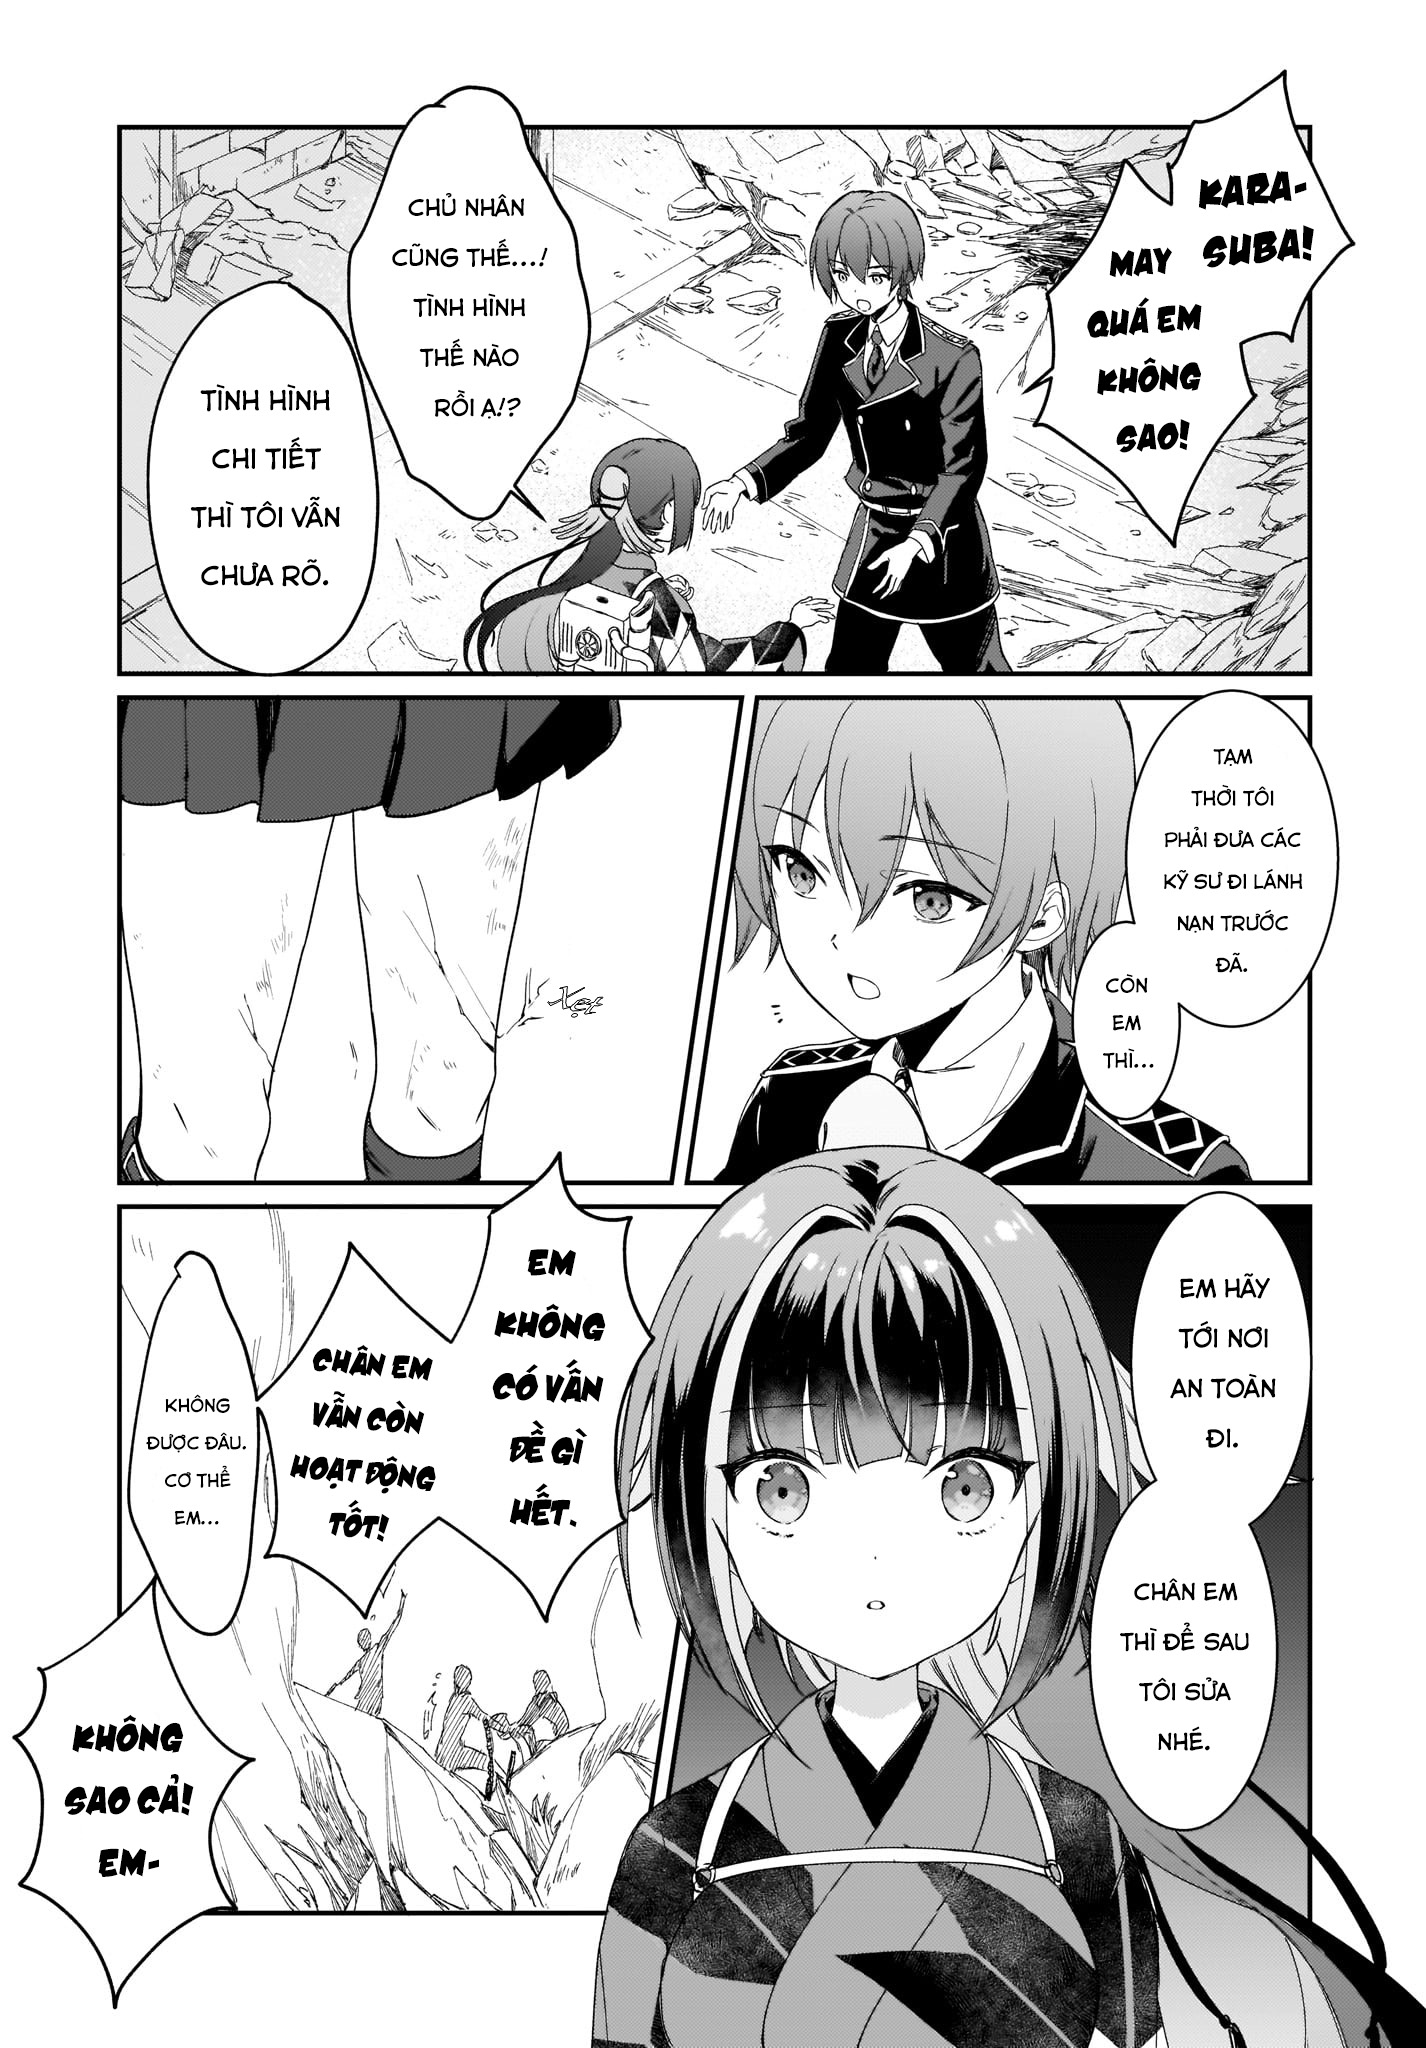 KARA-
SUBA!
MAY
QUÁ EM
KHÔNG
SAO!
CHỦ NHÂN
CŨNG THẾ...!
TÌNH HÌNH
THẾ NÀO
RỒI Ạ!?
TÌNH HÌNH
CHI TIẾT
THÌ TÔI VẪN
CHƯA RÕ.
TẠM
THỜI TÔI
PHẢI ĐƯA CÁC
KỸ SƯ ĐI LÁNH
NẠN TRƯỚC
ĐÃ.
CÒN
EM
THÌ...
Xẹt
EM HÃY
TỚI NƠI
AN TOÀN
ĐI.
CHÂN EM
THÌ ĐỂ SAU
TÔI SỬA
NHÉ.
EM
KHÔNG
CÓ VẤN
ĐỀ GÌ
HẾT.
CHÂN EM
VẪN CÒN
HOẠT ĐỘNG
TỐT!
KHÔNG
ĐƯỢC ĐÂU.
CƠ THỂ
EM...
KHÔNG
SAO CẢ!
EM-